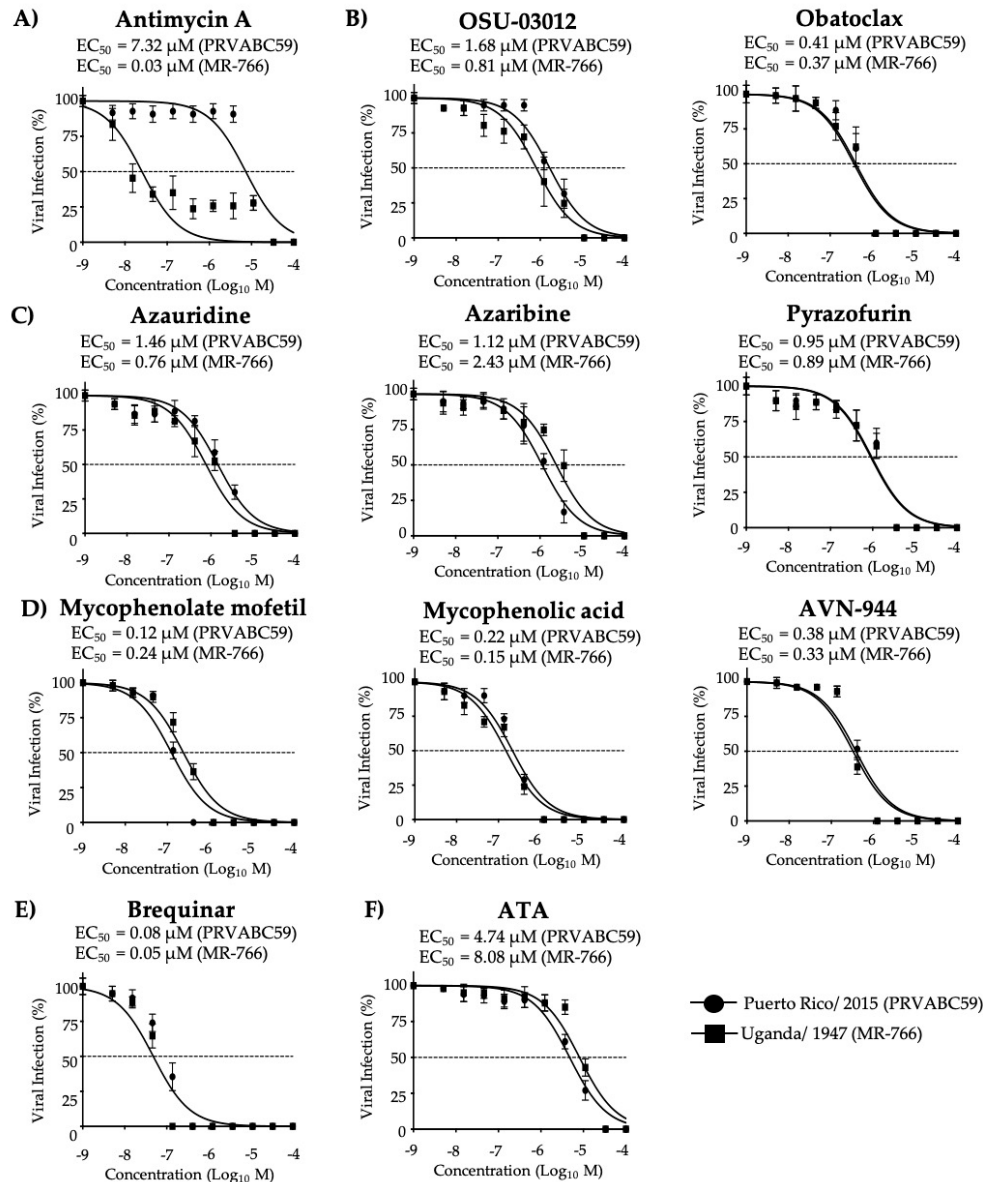 A)
Antimycin A
EC50 = 7.32 µM (PRVABC59)
EC50 = 0.03 µM (MR-766)
Viral Infection (%)
100
75
50
25
0
-9 -8 -7 -6 -5 -4
Concentration (Log10 M)
B)
OSU-03012
EC50 = 1.68 µM (PRVABC59)
EC50 = 0.81 µM (MR-766)
Viral Infection (%)
100
75
50
25
0
-9 -8 -7 -6 -5 -4
Concentration (Log10 M)
Obatoclax
EC50 = 0.41 µM (PRVABC59)
EC50 = 0.37 µM (MR-766)
Viral Infection (%)
100
75
50
25
0
-9 -8 -7 -6 -5 -4
Concentration (Log10 M)
C)
Azauridine
EC50 = 1.46 µM (PRVABC59)
EC50 = 0.76 µM (MR-766)
Viral Infection (%)
100
75
50
25
0
-9 -8 -7 -6 -5 -4
Concentration (Log10 M)
Azaribine
EC50 = 1.12 µM (PRVABC59)
EC50 = 2.43 µM (MR-766)
Viral Infection (%)
100
75
50
25
0
-9 -8 -7 -6 -5 -4
Concentration (Log10 M)
Pyrazofurin
EC50 = 0.95 µM (PRVABC59)
EC50 = 0.89 µM (MR-766)
Viral Infection (%)
100
75
50
25
0
-9 -8 -7 -6 -5 -4
Concentration (Log10 M)
D)
Mycophenolate mofetil
EC50 = 0.12 µM (PRVABC59)
EC50 = 0.24 µM (MR-766)
Viral Infection (%)
100
75
50
25
0
-9 -8 -7 -6 -5 -4
Concentration (Log10 M)
Mycophenolic acid
EC50 = 0.22 µM (PRVABC59)
EC50 = 0.15 µM (MR-766)
Viral Infection (%)
100
75
50
25
0
-9 -8 -7 -6 -5 -4
Concentration (Log10 M)
AVN-944
EC50 = 0.38 µM (PRVABC59)
EC50 = 0.33 µM (MR-766)
Viral Infection (%)
100
75
50
25
0
-9 -8 -7 -6 -5 -4
Concentration (Log10 M)
E)
Brequinar
EC50 = 0.08 µM (PRVABC59)
EC50 = 0.05 µM (MR-766)
Viral Infection (%)
100
75
50
25
0
-9 -8 -7 -6 -5 -4
Concentration (Log10 M)
F)
ATA
EC50 = 4.74 µM (PRVABC59)
EC50 = 8.08 µM (MR-766)
Viral Infection (%)
100
75
50
25
0
-9 -8 -7 -6 -5 -4
Concentration (Log10 M)
Puerto Rico/ 2015 (PRVABC59)
Uganda/ 1947 (MR-766)